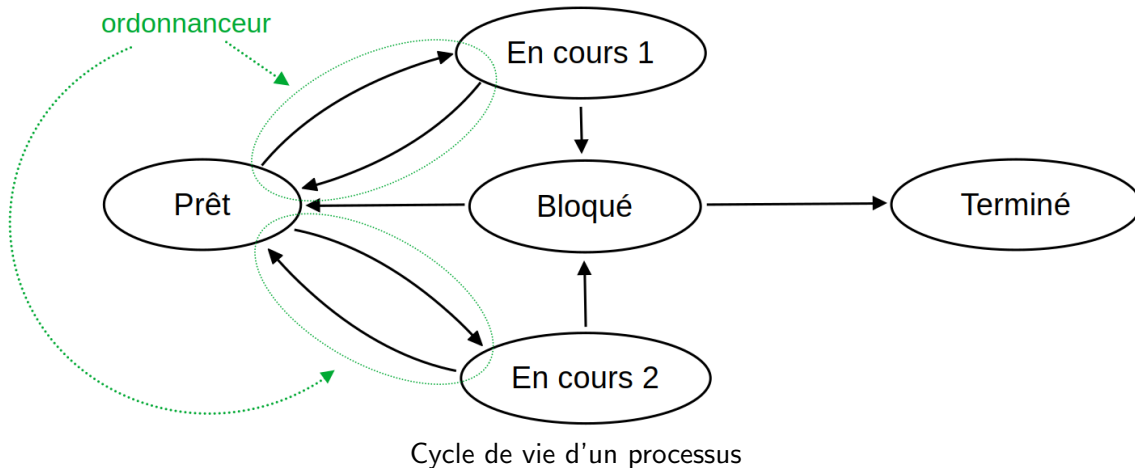 ordonnanceur
En cours 1
Prêt
Bloqué
Terminé
En cours 2
Cycle de vie d'un processus